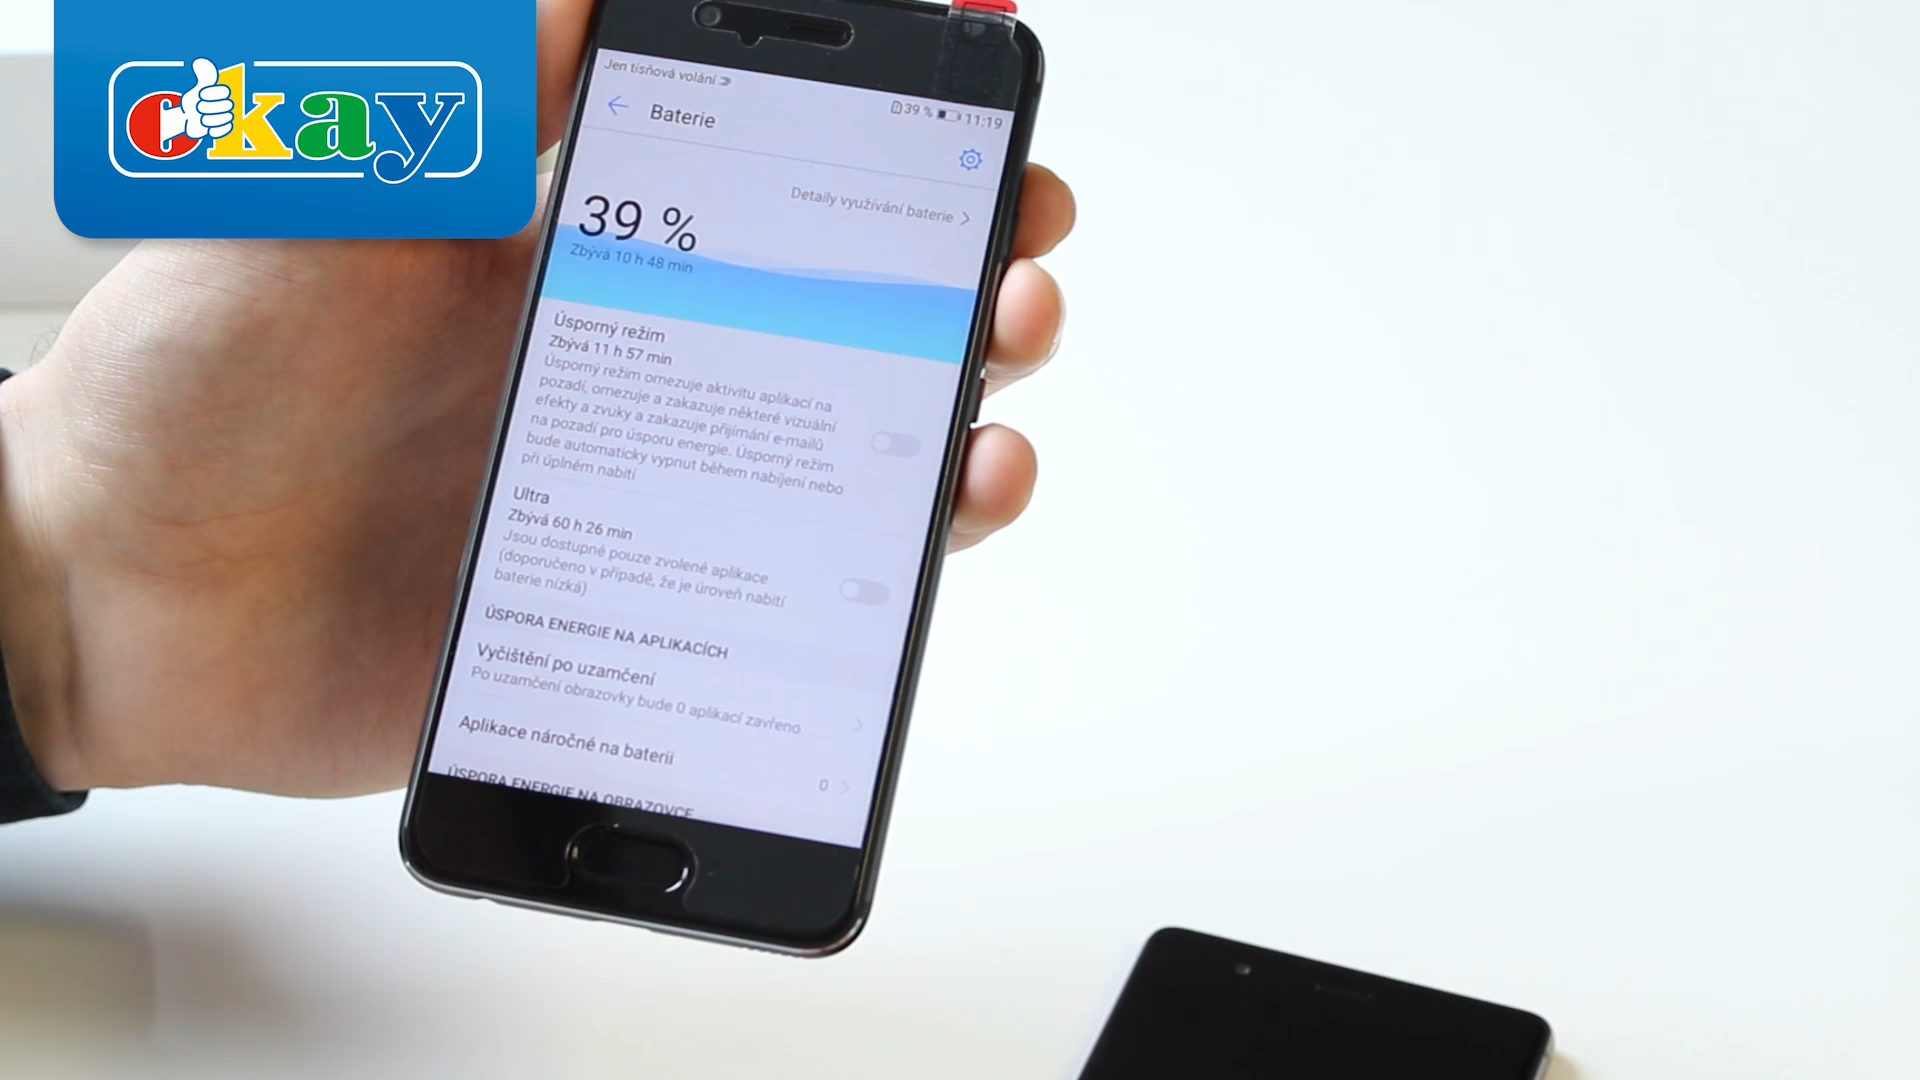 okay
Jen tísňová volání
39 % 11:19
Baterie
Detaily využívání baterie
39 %
Zbývá 10 h 48 min
Úsporný režim
Zbývá 11 h 57 min
Úsporný režim omezuje aktivitu aplikací na
pozadí, omezuje a zakazuje některé vizuální
efekty a zvuky a zakazuje přijímání e-mailů
na pozadí pro úsporu energie. Úsporný režim
bude automaticky vypnut během nabíjení nebo
při úplném nabití
Ultra
Zbývá 60 h 26 min
Jsou dostupné pouze zvolené aplikace
(doporučeno v případě, že je úroveň nabití
baterie nízká)
ÚSPORA ENERGIE NA APLIKACÍCH
Vyčištění po uzamčení
Po uzamčení obrazovky bude 0 aplikací zavřeno
Aplikace náročné na baterii
0
ÚSPORA ENERGIE NA OBRAZOVCE